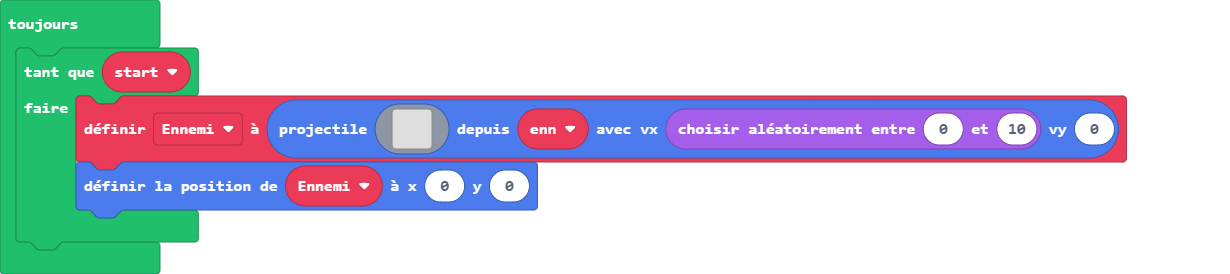 toujours
tant que start
faire
définir Ennemi à projectile depuis enn avec vx choisir aléatoirement entre 0 et 10 vy 0
définir la position de Ennemi à x 0 y 0